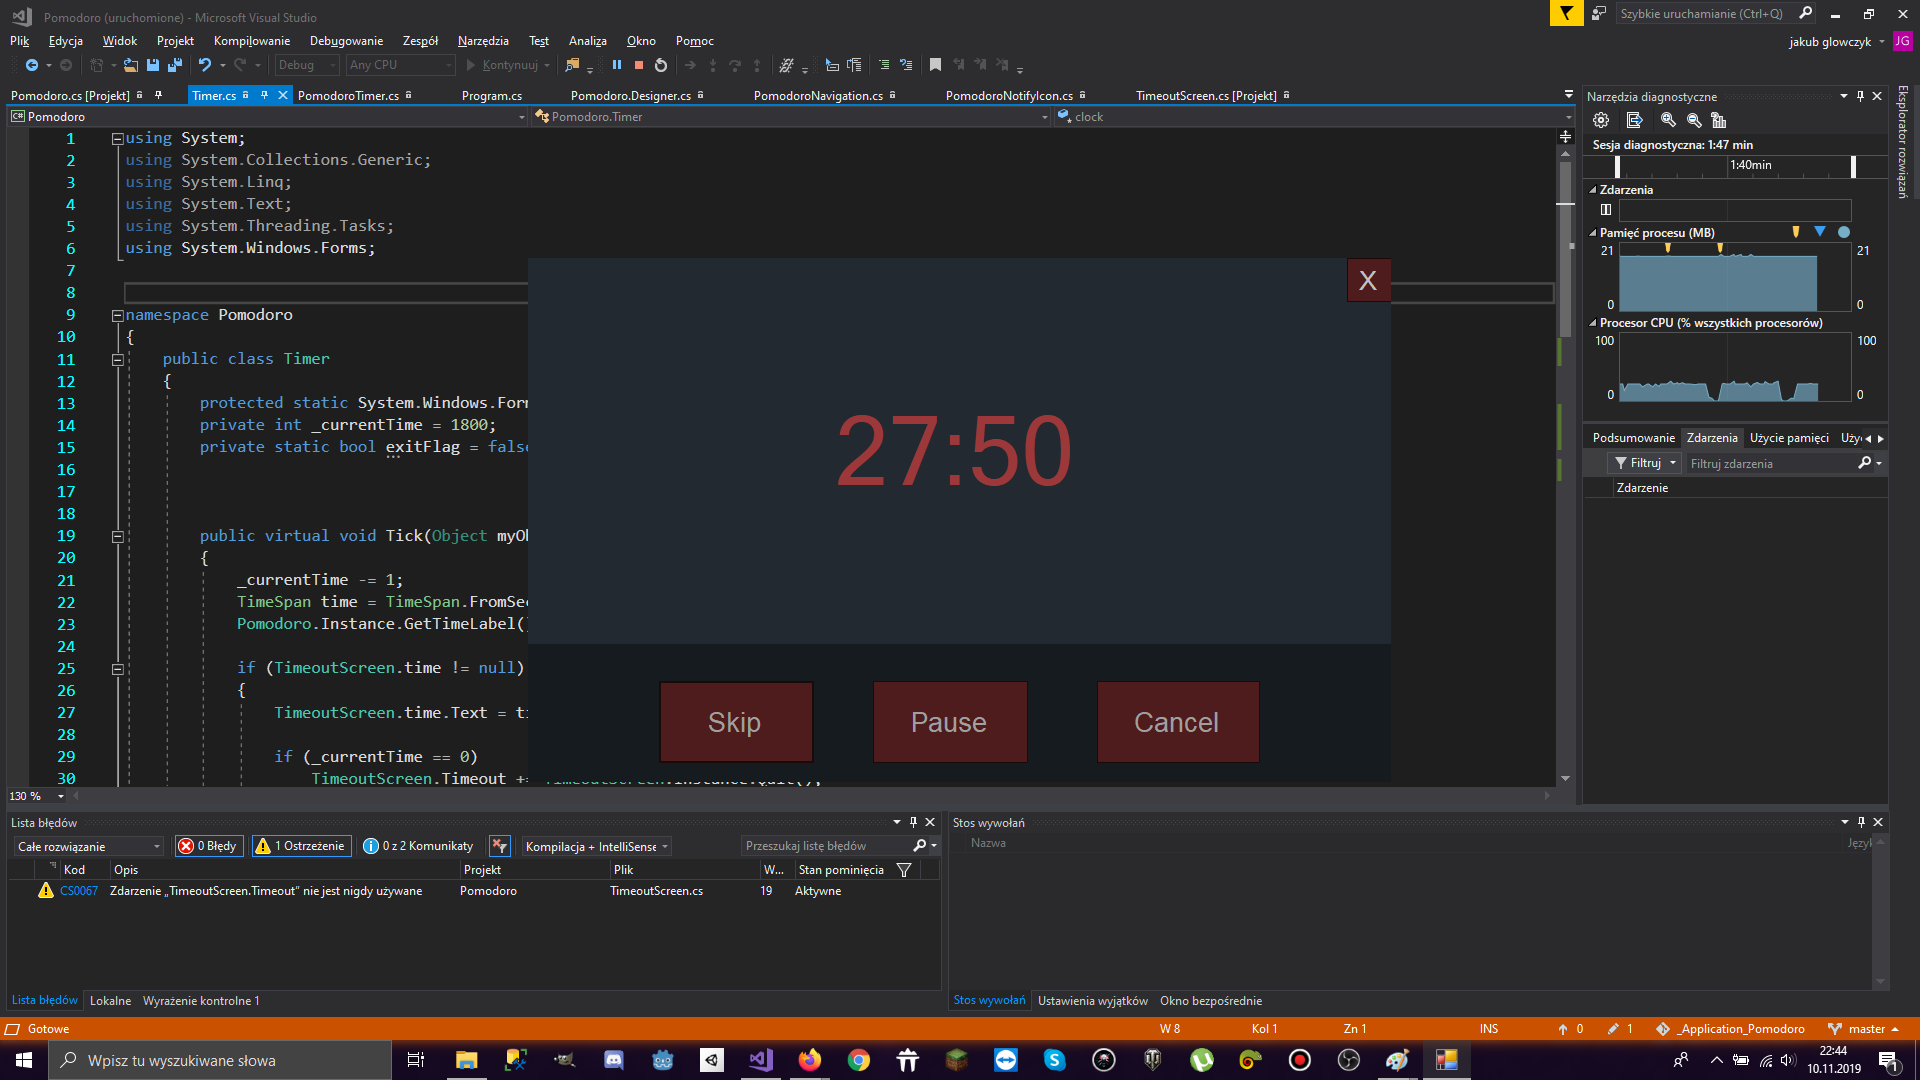 Pomodoro (uruchomione) - Microsoft Visual Studio
Szybkie uruchamianie (Ctrl+Q)
Plik Edycja Widok Projekt Kompilowanie Debugowanie Zespół Narzędzia Test Analiza Okno Pomoc
jakub glowczyk JG
Debug Any CPU Kontynuuj
Pomodoro.cs [Projekt] Timer.cs PomodoroTimer.cs Program.cs Pomodoro.Designer.cs PomodoroNavigation.cs PomodoroNotifyIcon.cs TimeoutScreen.cs [Projekt]
C# Pomodoro Pomodoro.Timer clock
1 using System;
2 using System.Collections.Generic;
3 using System.Linq;
4 using System.Text;
5 using System.Threading.Tasks;
6 using System.Windows.Forms;
7
8
9 namespace Pomodoro
10 {
11 public class Timer
12 {
13 protected static System.Windows.Forn
14 private int _currentTime = 1800;
15 private static bool exitFlag = false
16
17
18
19 public virtual void Tick(Object myOb
20 {
21 _currentTime -= 1;
22 TimeSpan time = TimeSpan.FromSec
23 Pomodoro.Instance.GetTimeLabel()
24
25 if (TimeoutScreen.time != null)
26 {
27 TimeoutScreen.time.Text = ti
28
29 if (_currentTime == 0)
30 TimeoutScreen.Timeout += TimeoutScreen.Instance.Quit();
130 %
X
27:50
Skip Pause Cancel
Narzędzia diagnostyczne
Sesja diagnostyczna: 1:47 min
1:40min
Zdarzenia
Pamięć procesu (MB)
21 21
0 0
Procesor CPU (% wszystkich procesorów)
100 100
0 0
Podsumowanie Zdarzenia Użycie pamięci
Filtruj Filtruj zdarzenia
Zdarzenie
Eksplorator rozwiązań
Lista błędów
Całe rozwiązanie 0 Błędy 1 Ostrzeżenie 0 z 2 Komunikaty Kompilacja + IntelliSense Przeszukaj listę błędów
Kod Opis Projekt Plik W... Stan pominięcia
CS0067 Zdarzenie „TimeoutScreen.Timeout” nie jest nigdy używane Pomodoro TimeoutScreen.cs 19 Aktywne
Lista błędów Lokalne Wyrażenie kontrolne 1
Stos wywołań
Nazwa Język
Stos wywołań Ustawienia wyjątków Okno bezpośrednie
Gotowe W 8 Kol 1 Zn 1 INS 0 1 _Application_Pomodoro master
Wpisz tu wyszukiwane słowa
22:44
10.11.2019
1